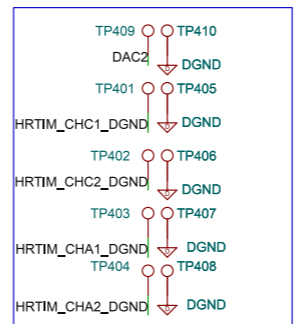 TP409 TP410
DAC2 DGND
TP401 TP405
HRTIM_CHC1_DGND DGND
TP402 TP406
HRTIM_CHC2_DGND DGND
TP403 TP407
HRTIM_CHA1_DGND DGND
TP404 TP408
HRTIM_CHA2_DGND DGND